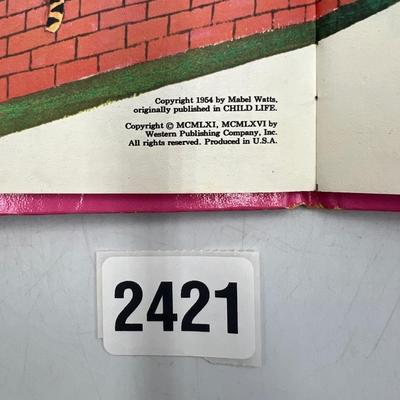 Copyright 1954 by Mabel Watts,
originally published in CHILD LIFE.
Copyright © MCMLXI, MCMLXVI by
Western Publishing Company, Inc.
All rights reserved. Produced in U.S.A.
2421